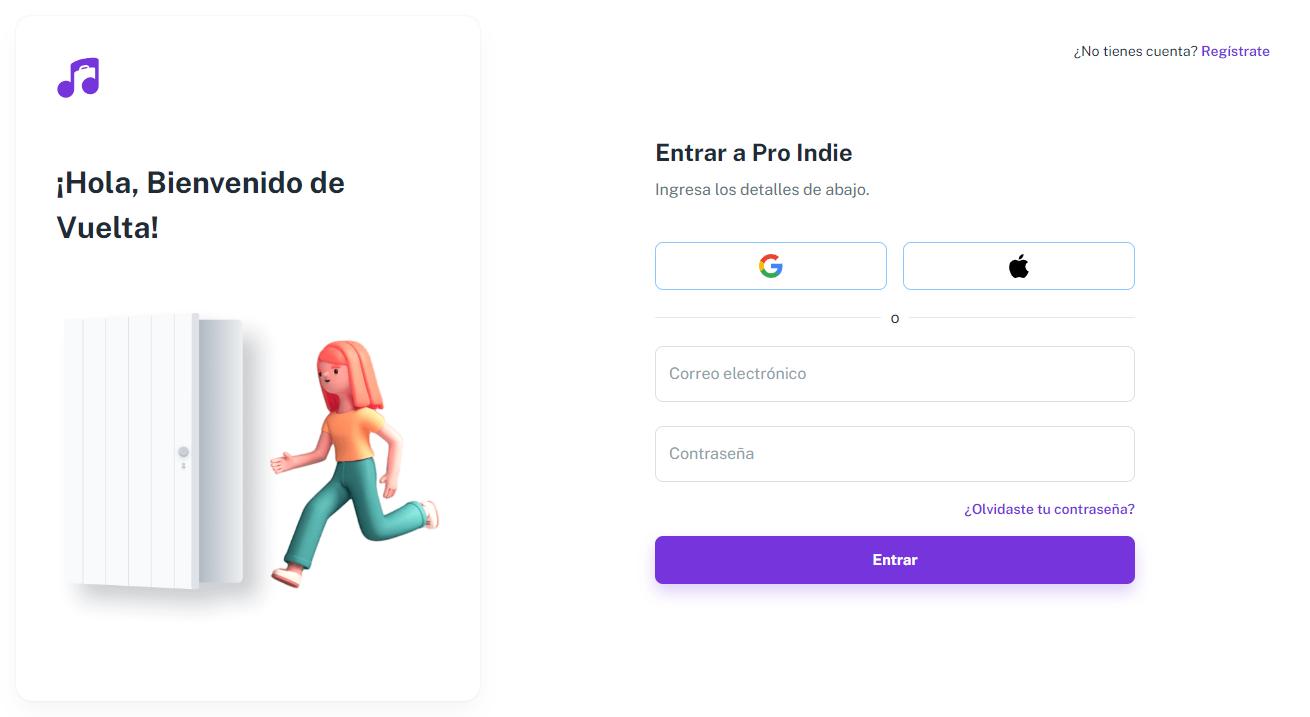 ¡Hola, Bienvenido de
Vuelta!
¿No tienes cuenta? Regístrate
Entrar a Pro Indie
Ingresa los detalles de abajo.
o
Correo electrónico
Contraseña
¿Olvidaste tu contraseña?
Entrar